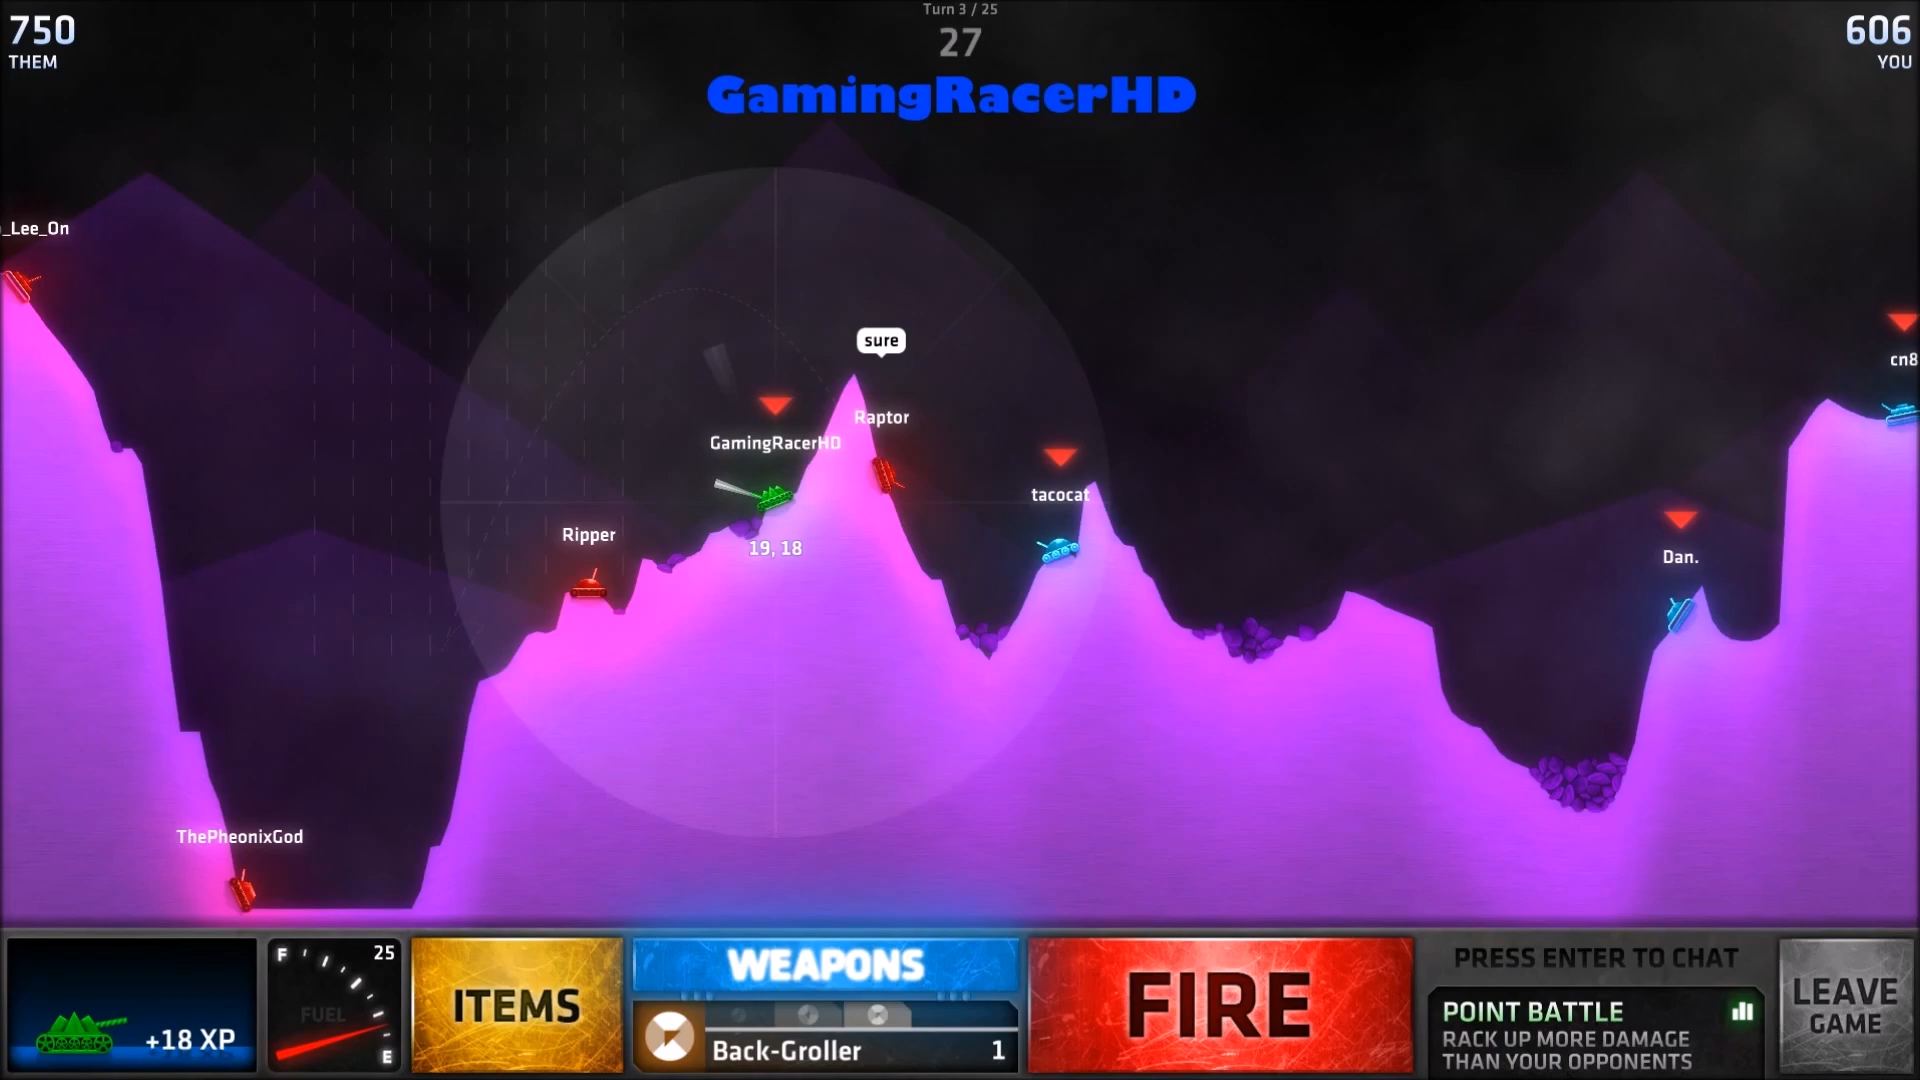 750
THEM
Turn 3 / 25
27
606
YOU
GamingRacerHD
_Lee_On
sure
cn8
Raptor
GamingRacerHD
tacocat
Ripper
19, 18
Dan.
ThePheonixGod
+18 XP
F
25
FUEL
E
ITEMS
WEAPONS
Back-Groller 1
FIRE
PRESS ENTER TO CHAT
POINT BATTLE
RACK UP MORE DAMAGE
THAN YOUR OPPONENTS
LEAVE
GAME